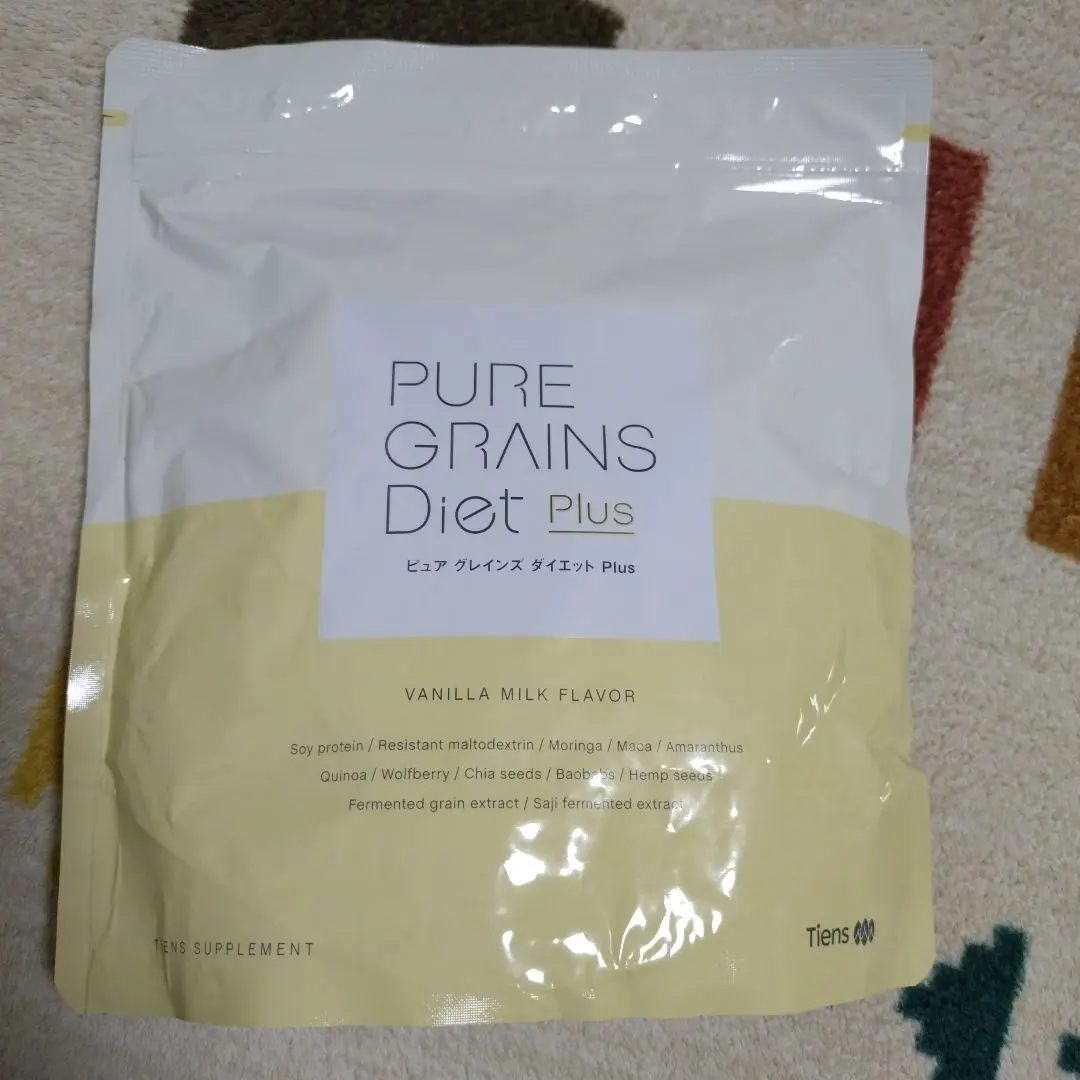 PURE
GRAINS
Diet Plus
ピュア グレインズ ダイエット Plus
VANILLA MILK FLAVOR
Soy protein / Resistant maltodextrin / Moringa / Maca / Amaranthus
Quinoa / Wolfberry / Chia seeds / Baobabs / Hemp seeds
Fermented grain extract / Saji fermented extract
TIENS SUPPLEMENT
Tiens